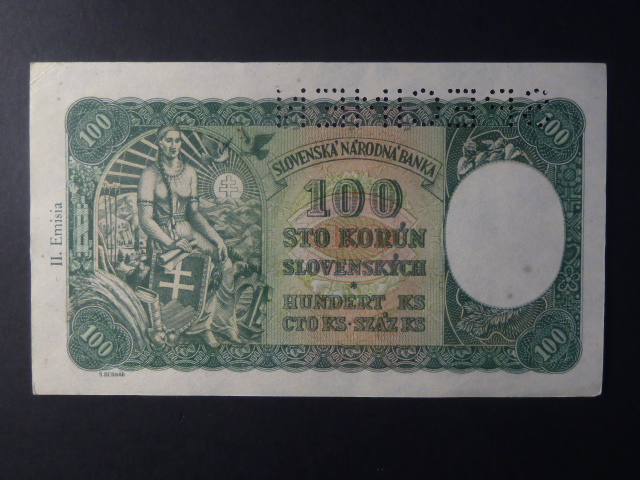 SPECIMEN
100
100
SLOVENSKÁ NÁRODNÁ BANKA
II. Emisia
100
STO KORÚN
SLOVENSKÝCH
HUNDERT KS
CTO KS · SZÁZ KS
100
100